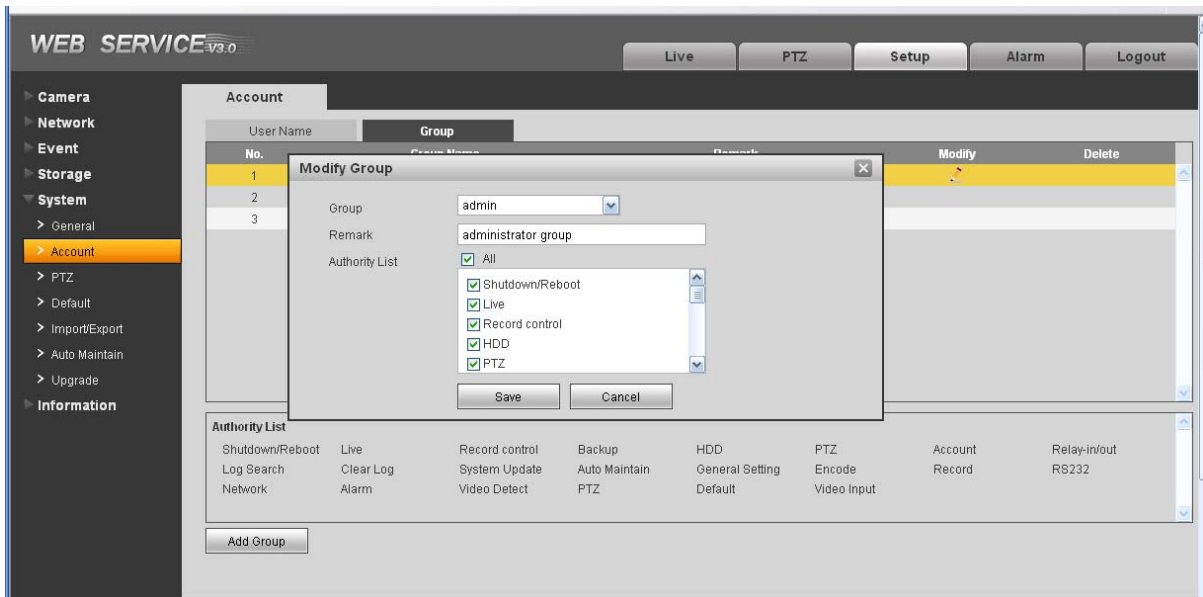 WEB SERVICE V3.0
Live PTZ Setup Alarm Logout
Camera
Network
Event
Storage
System
General
Account
PTZ
Default
Import/Export
Auto Maintain
Upgrade
Information
Account
User Name Group
No. Group Name Remark Modify Delete
1
2
3
Modify Group
Group admin
Remark administrator group
Authority List All
Shutdown/Reboot
Live
Record control
HDD
PTZ
Save Cancel
Authority List
Shutdown/Reboot Live Record control Backup HDD PTZ Account Relay-in/out
Log Search Clear Log System Update Auto Maintain General Setting Encode Record RS232
Network Alarm Video Detect PTZ Default Video Input
Add Group